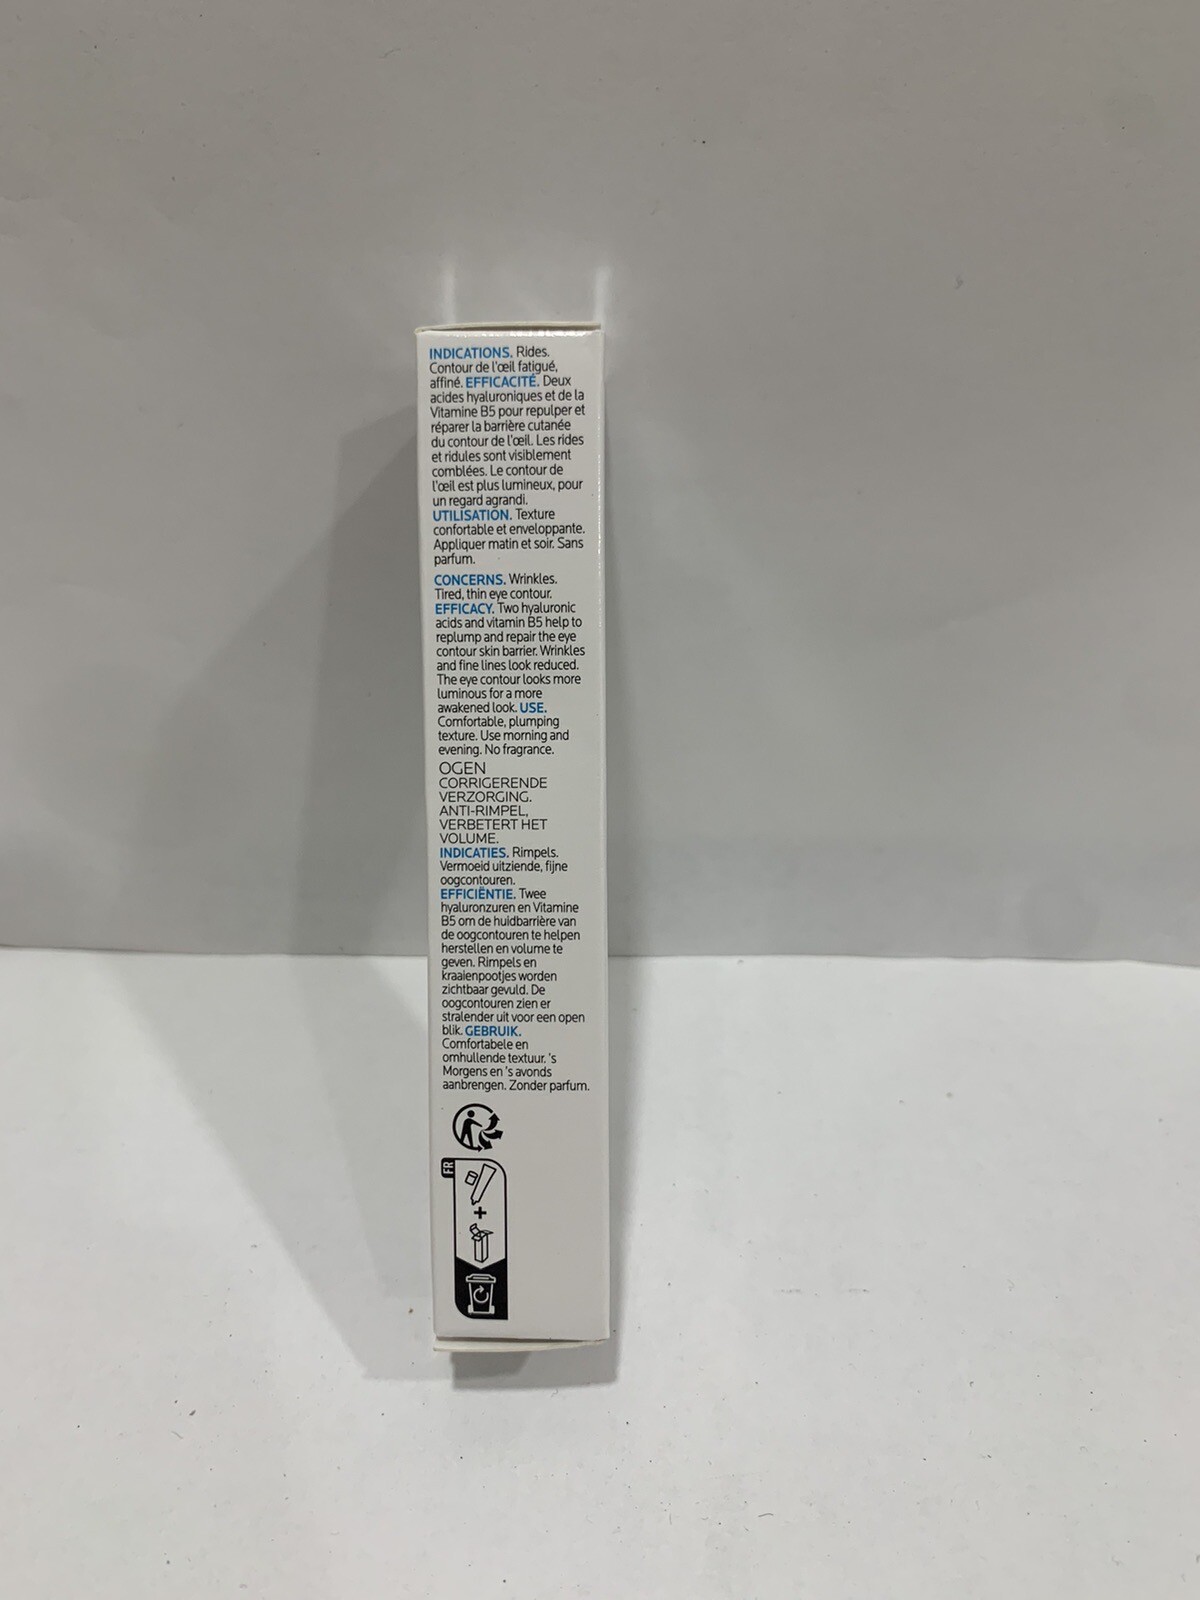 INDICATIONS. Rides.
Contour de l'œil fatigué,
affiné. EFFICACITÉ. Deux
acides hyaluroniques et de la
Vitamine B5 pour repulper et
réparer la barrière cutanée
du contour de l'œil. Les rides
et ridules sont visiblement
comblées. Le contour de
l'œil est plus lumineux, pour
un regard agrandi.
UTILISATION. Texture
confortable et enveloppante.
Appliquer matin et soir. Sans
parfum.
CONCERNS. Wrinkles.
Tired, thin eye contour.
EFFICACY. Two hyaluronic
acids and vitamin B5 help to
replump and repair the eye
contour skin barrier. Wrinkles
and fine lines look reduced.
The eye contour looks more
luminous for a more
awakened look. USE.
Comfortable, plumping
texture. Use morning and
evening. No fragrance.
OGEN
CORRIGERENDE
VERZORGING.
ANTI-RIMPEL,
VERBETERT HET
VOLUME.
INDICATIES. Rimpels.
Vermoeid uitziende, fijne
oogcontouren.
EFFICIËNTIE. Twee
hyaluronzuren en Vitamine
B5 om de huidbarrière van
de oogcontouren te helpen
herstellen en volume te
geven. Rimpels en
kraaienpootjes worden
zichtbaar gevuld. De
oogcontouren zien er
stralender uit voor een open
blik. GEBRUIK.
Comfortabele en
omhullende textuur. 's
Morgens en 's avonds
aanbrengen. Zonder parfum.
FR
+